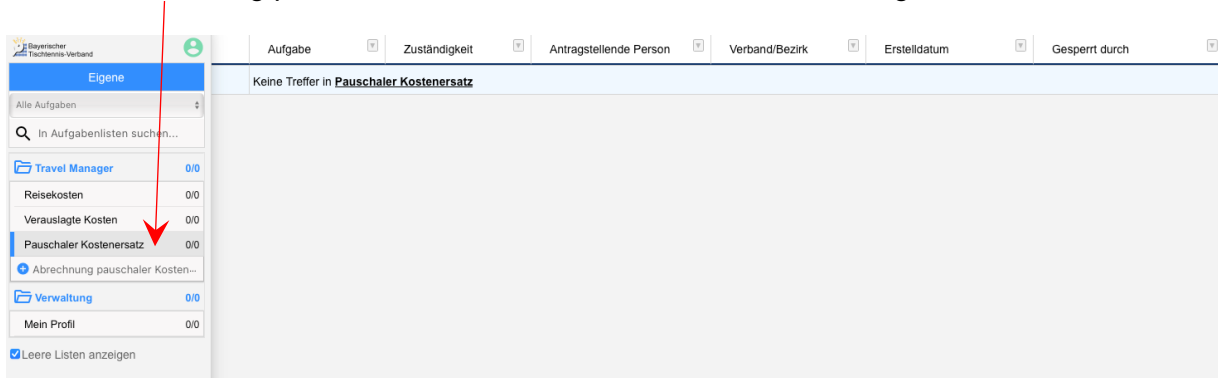 Bayerischer
Tischtennis-Verband
Aufgabe Zuständigkeit Antragstellende Person Verband/Bezirk Erstelldatum Gesperrt durch
Eigene
Keine Treffer in Pauschaler Kostenersatz
Alle Aufgaben
In Aufgabenlisten suchen...
Travel Manager 0/0
Reisekosten 0/0
Verauslagte Kosten 0/0
Pauschaler Kostenersatz 0/0
Abrechnung pauschaler Kosten...
Verwaltung 0/0
Mein Profil 0/0
Leere Listen anzeigen